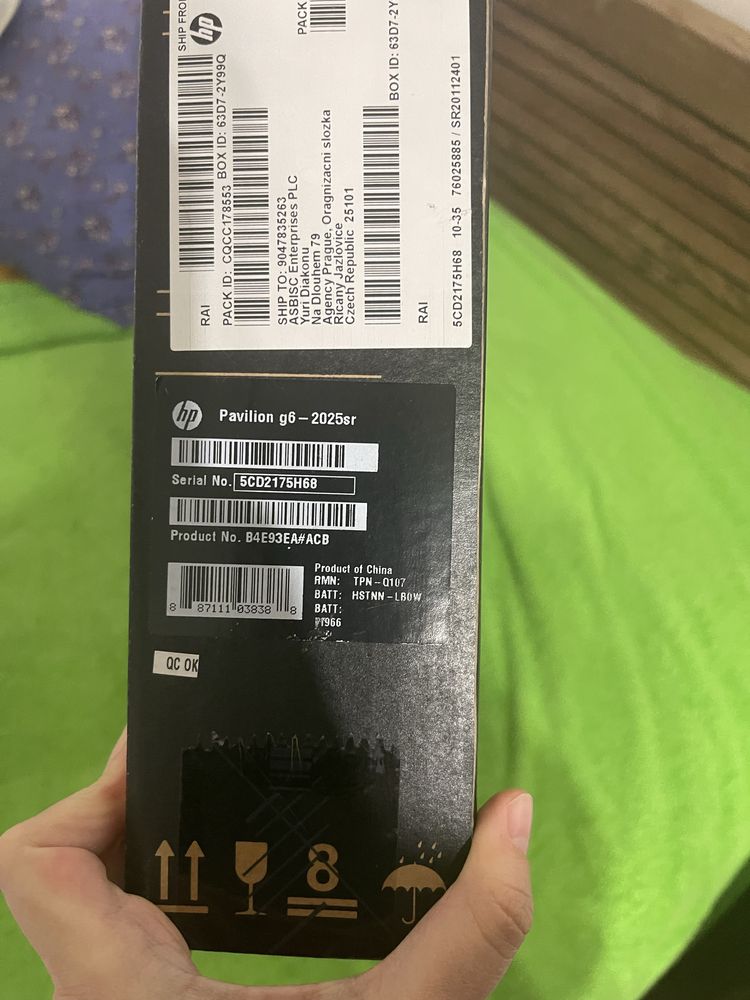 SHIP FRO
hp
PACK
PACK ID: CQCC178553 BOX ID: 63D7-2Y99Q
RAI
SHIP TO: 9047835263
ASBISC Enterprises PLC
Yuri Diakonu
Na Dlouhem 79
Agency Prague, Oragnizacni slozka
Ricany Jazlovice
Czech Republic 25101
BOX ID: 63D7-2Y
RAI
5CD2175H68 10-35 76025885 / SR20112401
hp Pavilion g6-2025sr
Serial No. 5CD2175H68
Product No. B4E93EA#ACB
8 87111 03838 8
Product of China
RMN: TPN-Q107
BATT: HSTNN-LB0W
BATT:
QC OK
8